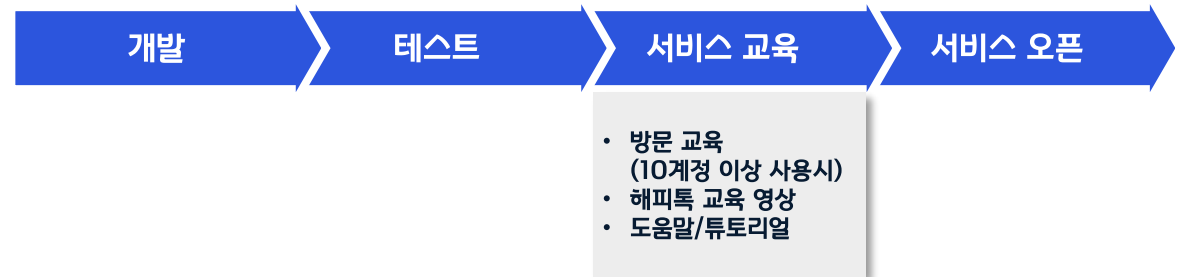 개발
테스트
서비스 교육
서비스 오픈
• 방문 교육
(10계정 이상 사용시)
• 해피톡 교육 영상
• 도움말/튜토리얼